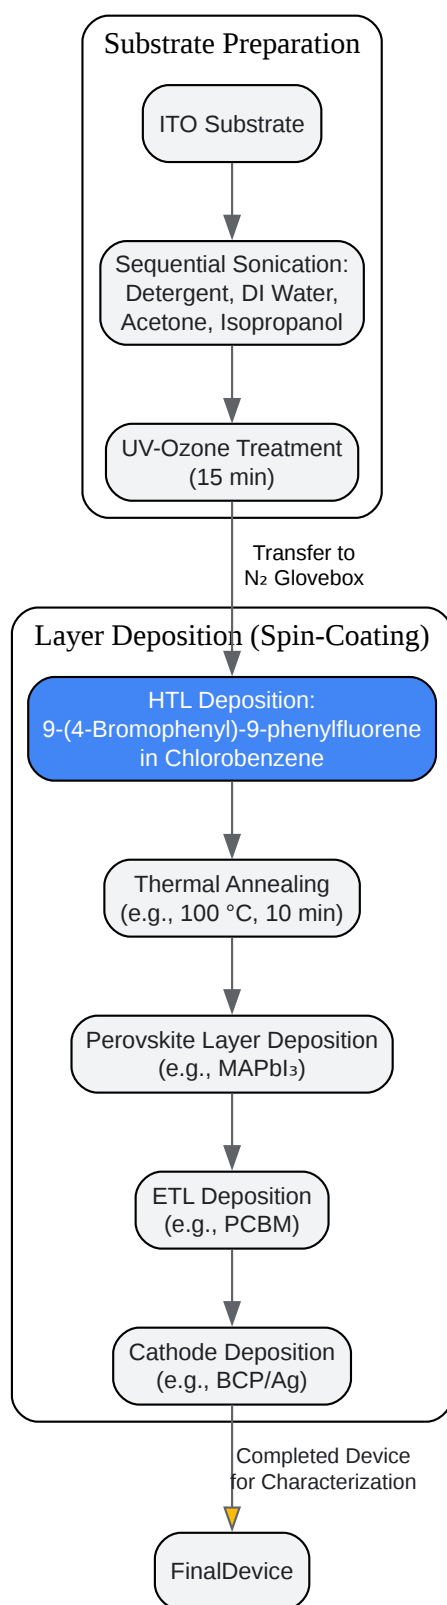 Substrate Preparation
ITO Substrate
Sequential Sonication:
Detergent, DI Water,
Acetone, Isopropanol
UV-Ozone Treatment
(15 min)
Transfer to
N₂ Glovebox
Layer Deposition (Spin-Coating)
HTL Deposition:
9-(4-Bromophenyl)-9-phenylfluorene
in Chlorobenzene
Thermal Annealing
(e.g., 100 °C, 10 min)
Perovskite Layer Deposition
(e.g., MAPbI₃)
ETL Deposition
(e.g., PCBM)
Cathode Deposition
(e.g., BCP/Ag)
Completed Device
for Characterization
FinalDevice